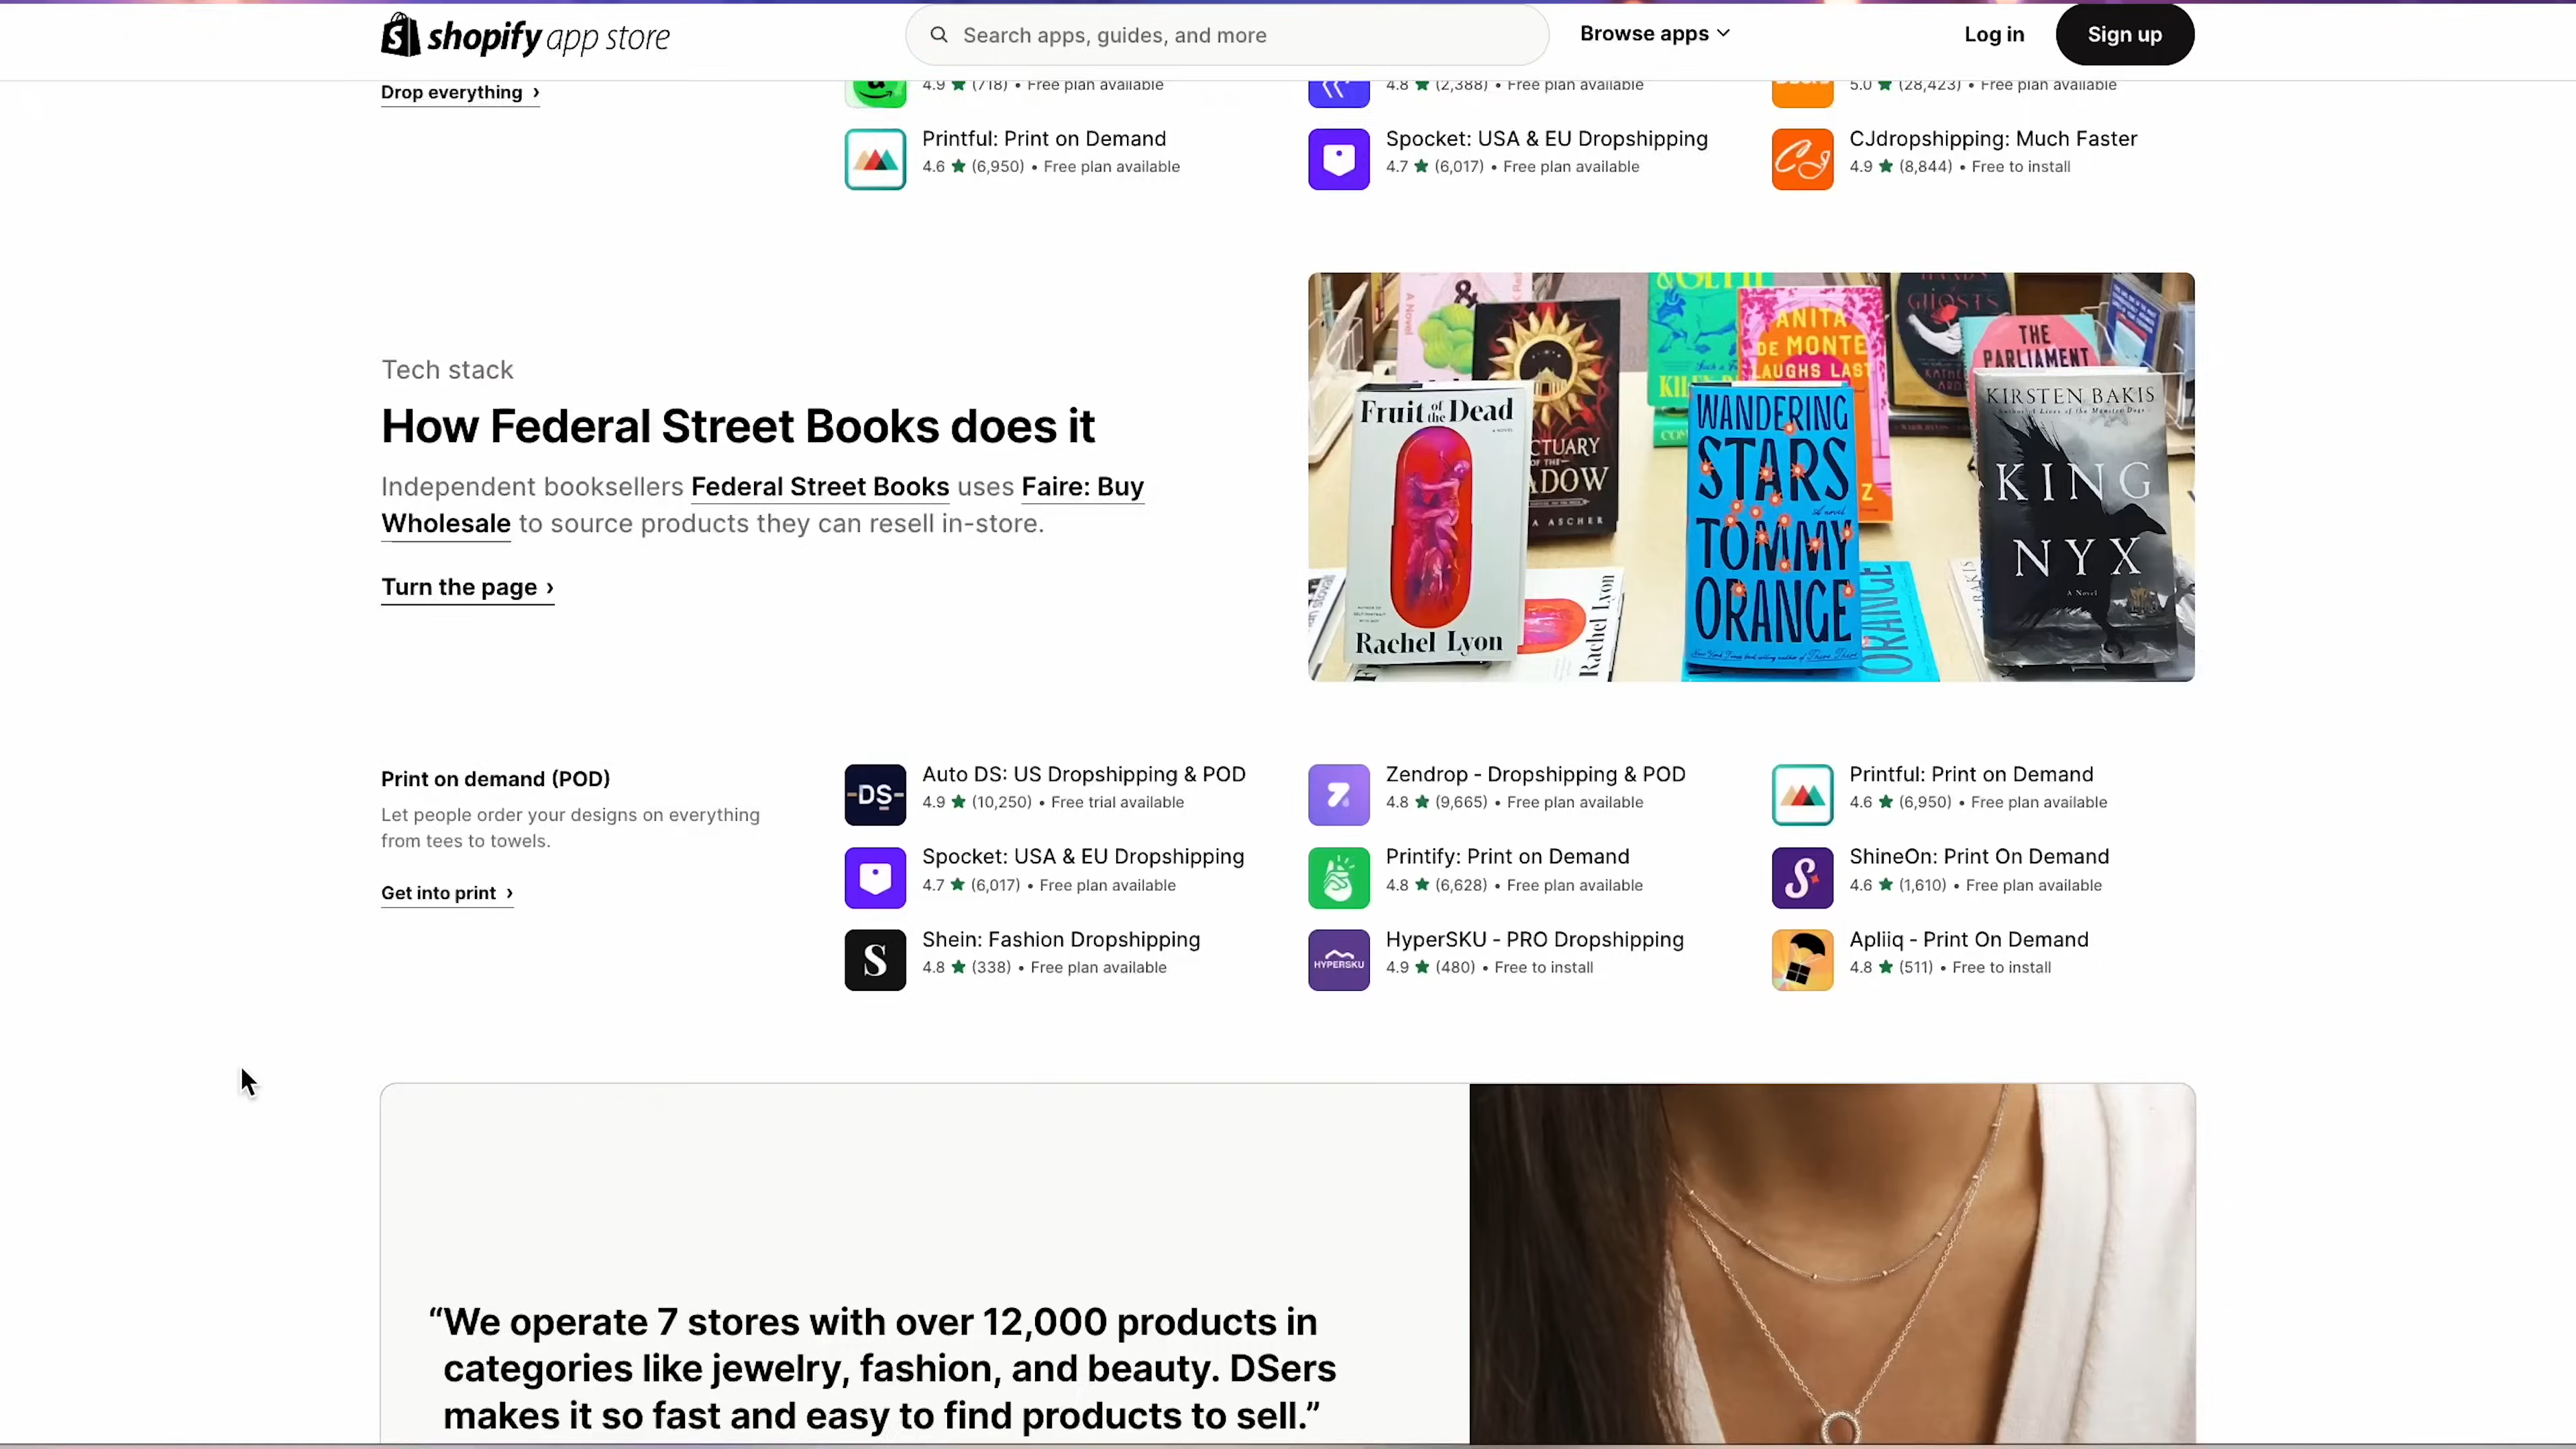 shopify app store
Search apps, guides, and more
Browse apps
Log in
Sign up
Drop everything ›
4.9 ★ (718) • Free plan available
4.8 ★ (2,388) • Free plan available
5.0 ★ (28,423) • Free plan available
Printful: Print on Demand
4.6 ★ (6,950) • Free plan available
Spocket: USA & EU Dropshipping
4.7 ★ (6,017) • Free plan available
CJdropshipping: Much Faster
4.9 ★ (8,844) • Free to install
Tech stack
How Federal Street Books does it
Independent booksellers Federal Street Books uses Faire: Buy
Wholesale to source products they can resell in-store.
Turn the page ›
A Novel
&
GHOSTS
ANITA
DE MONTE
LAUGHS LAST
THE
PARLIAMENT
Fruit of the Dead
A NOVEL
Rachel Lyon
Rachel Lyon
ASCHER
WANDERING
STARS
A novel
TOMMY
ORANGE
ORANGE
KIRSTEN BAKIS
KING
NYX
A Novel
Print on demand (POD)
Let people order your designs on everything
from tees to towels.
Get into print ›
-DS-
Auto DS: US Dropshipping & POD
4.9 ★ (10,250) • Free trial available
Zendrop - Dropshipping & POD
4.8 ★ (9,665) • Free plan available
Printful: Print on Demand
4.6 ★ (6,950) • Free plan available
Spocket: USA & EU Dropshipping
4.7 ★ (6,017) • Free plan available
Printify: Print on Demand
4.8 ★ (6,628) • Free plan available
S
ShineOn: Print On Demand
4.6 ★ (1,610) • Free plan available
S
Shein: Fashion Dropshipping
4.8 ★ (338) • Free plan available
HYPERSKU
HyperSKU - PRO Dropshipping
4.9 ★ (480) • Free to install
Apliiq - Print On Demand
4.8 ★ (511) • Free to install
“We operate 7 stores with over 12,000 products in
categories like jewelry, fashion, and beauty. DSers
makes it so fast and easy to find products to sell.”